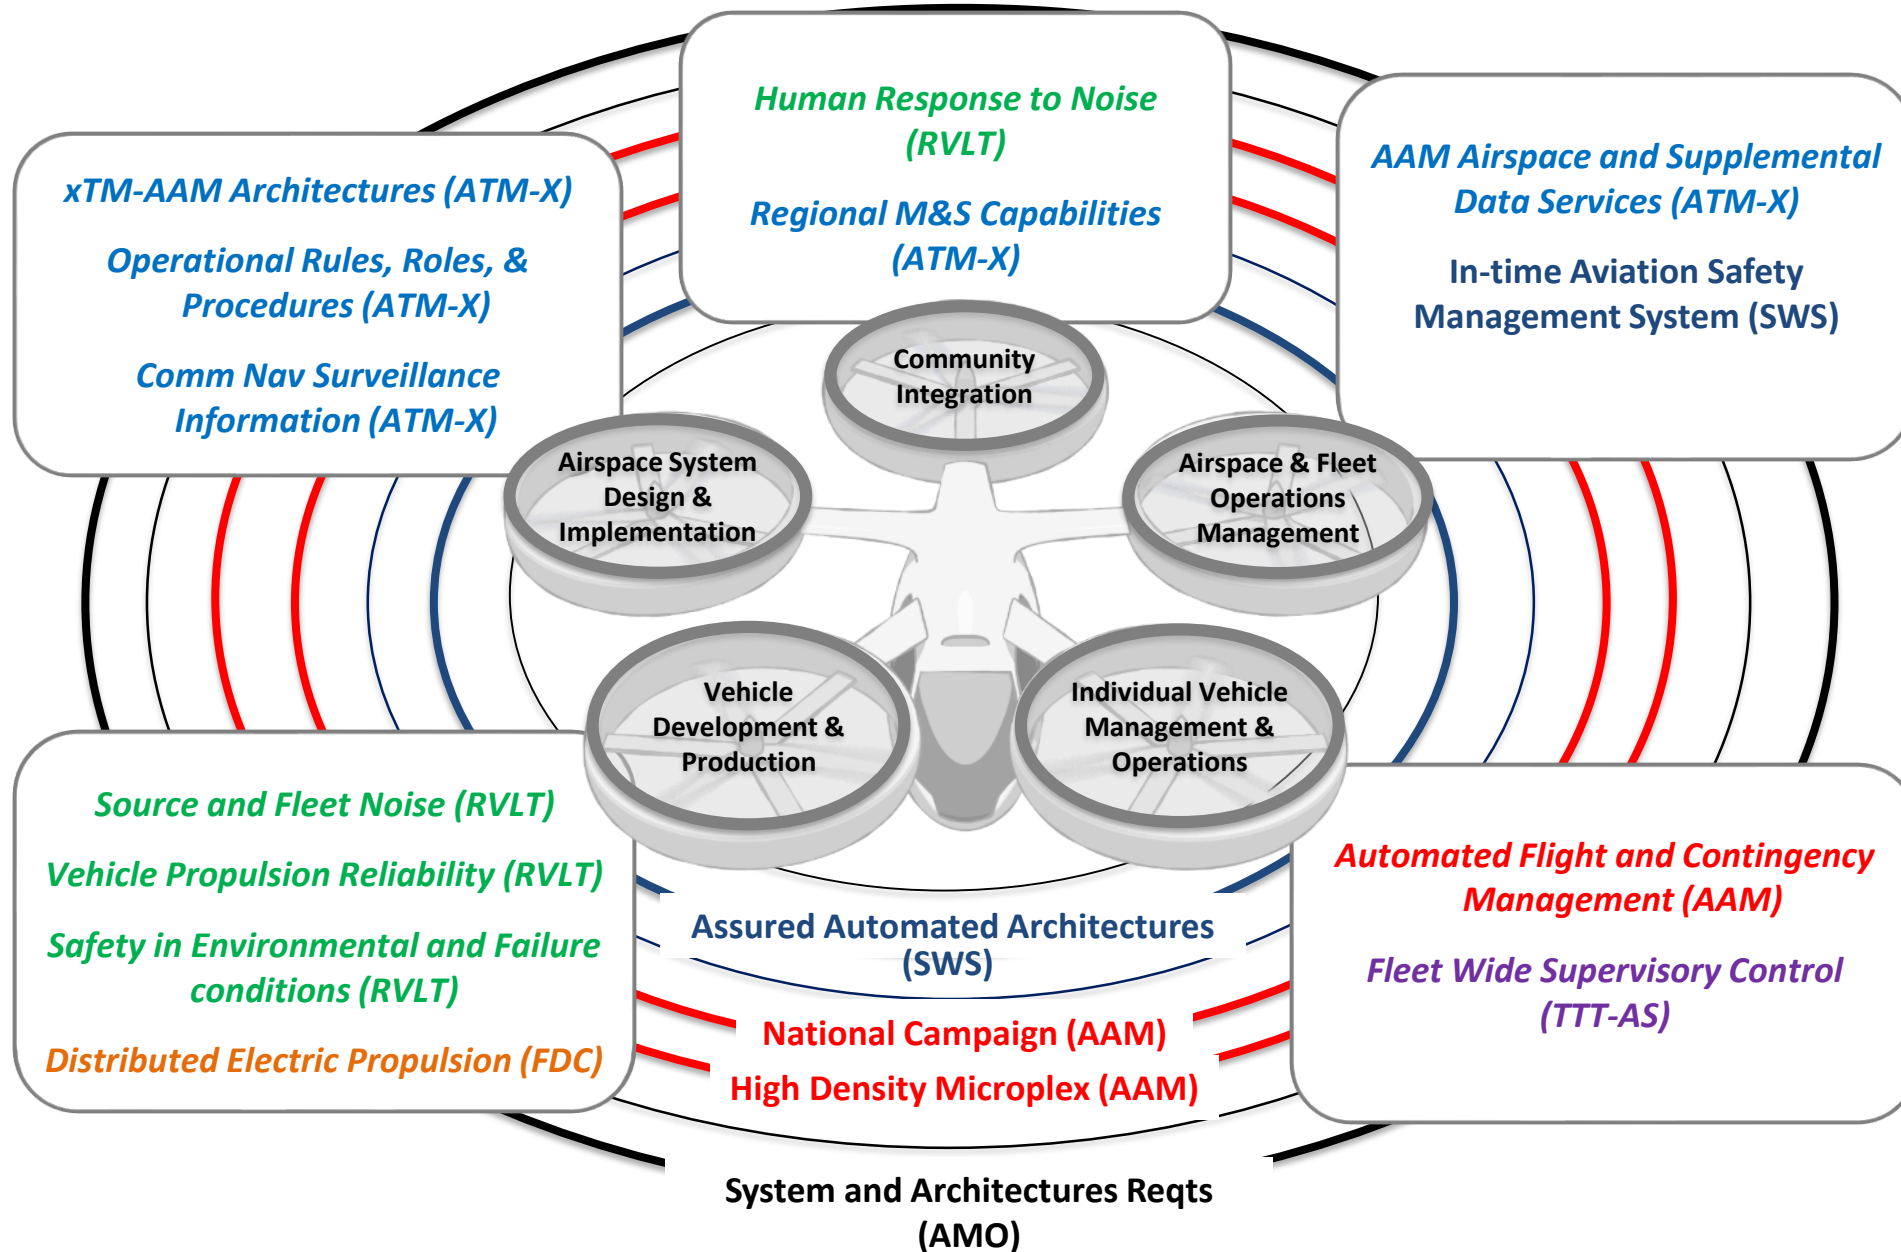 Human Response to Noise
(RVLT)
Regional M&S Capabilities
(ATM-X)
xTM-AAM Architectures (ATM-X)
Operational Rules, Roles, &
Procedures (ATM-X)
Comm Nav Surveillance
Information (ATM-X)
AAM Airspace and Supplemental
Data Services (ATM-X)
In-time Aviation Safety
Management System (SWS)
Community
Integration
Airspace System
Design &
Implementation
Airspace & Fleet
Operations
Management
Vehicle
Development &
Production
Individual Vehicle
Management &
Operations
Source and Fleet Noise (RVLT)
Vehicle Propulsion Reliability (RVLT)
Safety in Environmental and Failure
conditions (RVLT)
Distributed Electric Propulsion (FDC)
Automated Flight and Contingency
Management (AAM)
Fleet Wide Supervisory Control
(TTT-AS)
Assured Automated Architectures
(SWS)
National Campaign (AAM)
High Density Microplex (AAM)
System and Architectures Reqts
(AMO)